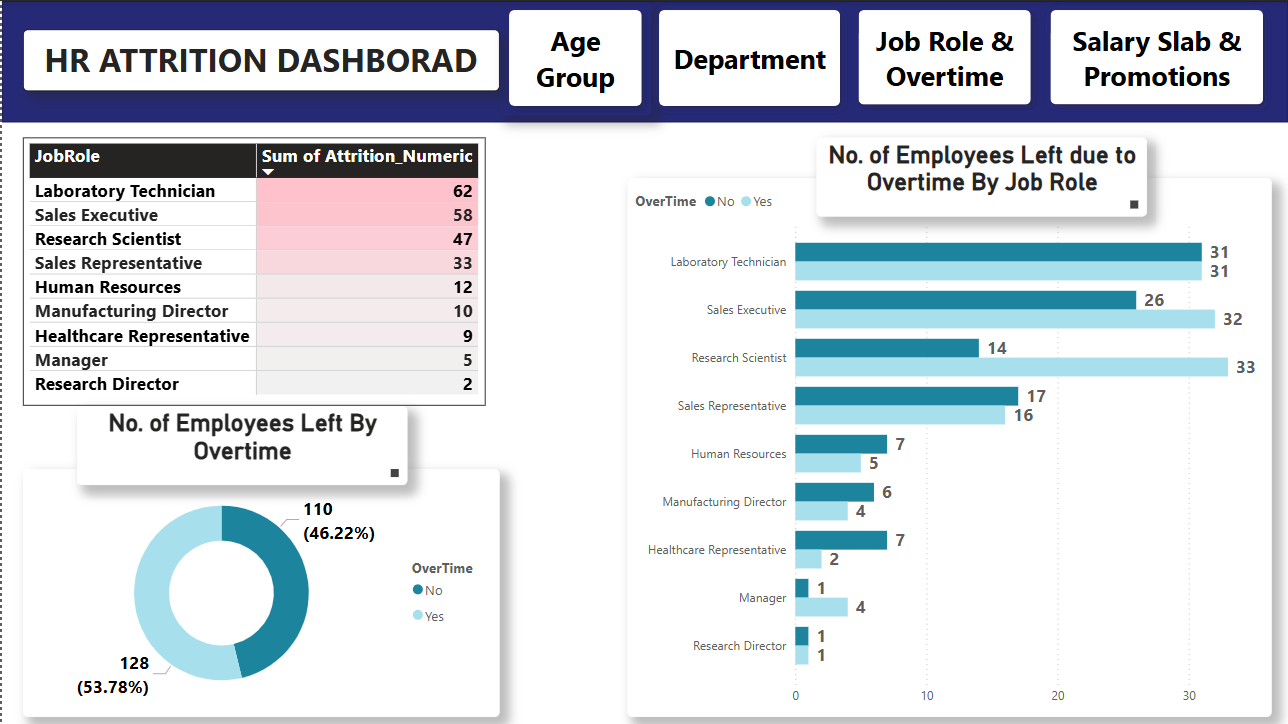 HR ATTRITION DASHBORAD
Age
Group
Department
Job Role &
Overtime
Salary Slab &
Promotions
JobRole Sum of Attrition_Numeric
Laboratory Technician 62
Sales Executive 58
Research Scientist 47
Sales Representative 33
Human Resources 12
Manufacturing Director 10
Healthcare Representative 9
Manager 5
Research Director 2
No. of Employees Left By
Overtime
110
(46.22%)
128
(53.78%)
OverTime
No
Yes
No. of Employees Left due to
Overtime By Job Role
OverTime No Yes
Laboratory Technician 31
31
Sales Executive 26
32
Research Scientist 14
33
Sales Representative 17
16
Human Resources 7
5
Manufacturing Director 6
4
Healthcare Representative 7
2
Manager 1
4
Research Director 1
1
0 10 20 30